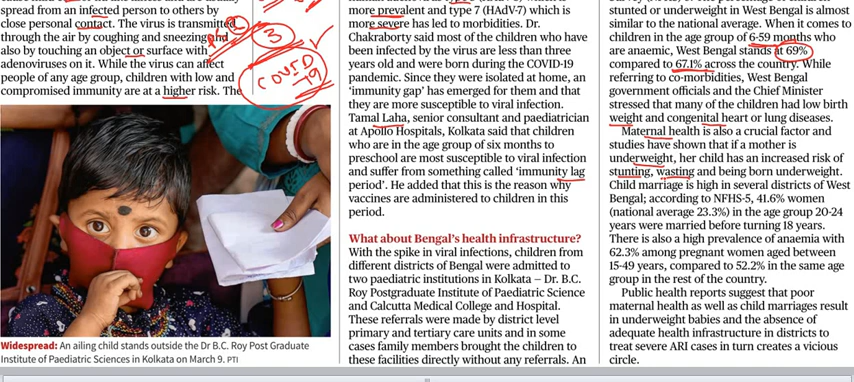 spread from an infected person to others by
close personal contact. The virus is transmitted
through the air by coughing and sneezing and
also by touching an object or surface with
adenoviruses on it. While the virus can affect
people of any age group, children with low and
compromised immunity are at a higher risk. The
3
COVID
19
Widespread: An ailing child stands outside the Dr B.C. Roy Post Graduate
Institute of Paediatric Sciences in Kolkata on March 9. PTI
more prevalent and type 7 (HAdV-7) which is
more severe has led to morbidities. Dr.
Chakraborty said most of the children who have
been infected by the virus are less than three
years old and were born during the COVID-19
pandemic. Since they were isolated at home, an
‘immunity gap’ has emerged for them and that
they are more susceptible to viral infection.
Tamal Laha, senior consultant and paediatrician
at Apollo Hospitals, Kolkata said that children
who are in the age group of six months to
preschool are most susceptible to viral infection
and suffer from something called ‘immunity lag
period’. He added that this is the reason why
vaccines are administered to children in this
period.
What about Bengal’s health infrastructure?
With the spike in viral infections, children from
different districts of Bengal were admitted to
two paediatric institutions in Kolkata – Dr. B.C.
Roy Postgraduate Institute of Paediatric Science
and Calcutta Medical College and Hospital.
These referrals were made by district level
primary and tertiary care units and in some
cases family members brought the children to
these facilities directly without any referrals. An
stunted or underweight in West Bengal is almost
similar to the national average. When it comes to
children in the age group of 6-59 months who
are anaemic, West Bengal stands at 69%
compared to 67.1% across the country. While
referring to co-morbidities, West Bengal
government officials and the Chief Minister
stressed that many of the children had low birth
weight and congenital heart or lung diseases.
Maternal health is also a crucial factor and
studies have shown that if a mother is
underweight, her child has an increased risk of
stunting, wasting and being born underweight.
Child marriage is high in several districts of West
Bengal; according to NFHS-5, 41.6% women
(national average 23.3%) in the age group 20-24
years were married before turning 18 years.
There is also a high prevalence of anaemia with
62.3% among pregnant women aged between
15-49 years, compared to 52.2% in the same age
group in the rest of the country.
Public health reports suggest that poor
maternal health as well as child marriages result
in underweight babies and the absence of
adequate health infrastructure in districts to
treat severe ARI cases in turn creates a vicious
circle.